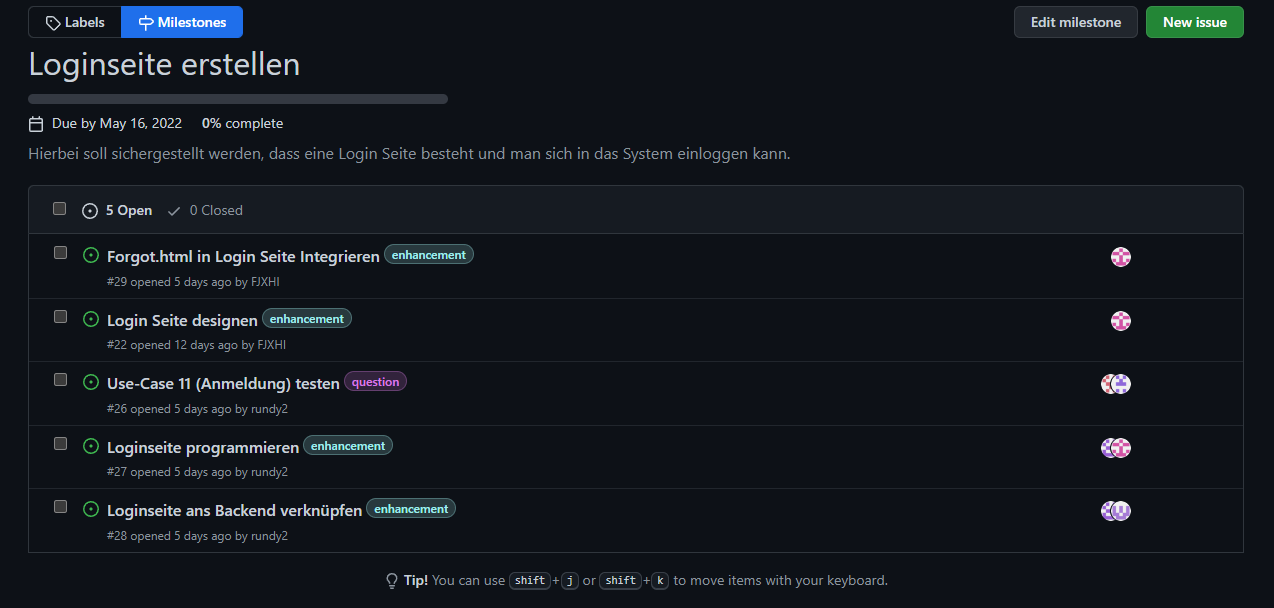 Labels Milestones Edit milestone New issue
Loginseite erstellen
Due by May 16, 2022 0% complete
Hierbei soll sichergestellt werden, dass eine Login Seite besteht und man sich in das System einloggen kann.
5 Open 0 Closed
Forgot.html in Login Seite Integrieren enhancement
#29 opened 5 days ago by FJXHI
Login Seite designen enhancement
#22 opened 12 days ago by FJXHI
Use-Case 11 (Anmeldung) testen question
#26 opened 5 days ago by rundy2
Loginseite programmieren enhancement
#27 opened 5 days ago by rundy2
Loginseite ans Backend verknüpfen enhancement
#28 opened 5 days ago by rundy2
Tip! You can use shift+j or shift+k to move items with your keyboard.